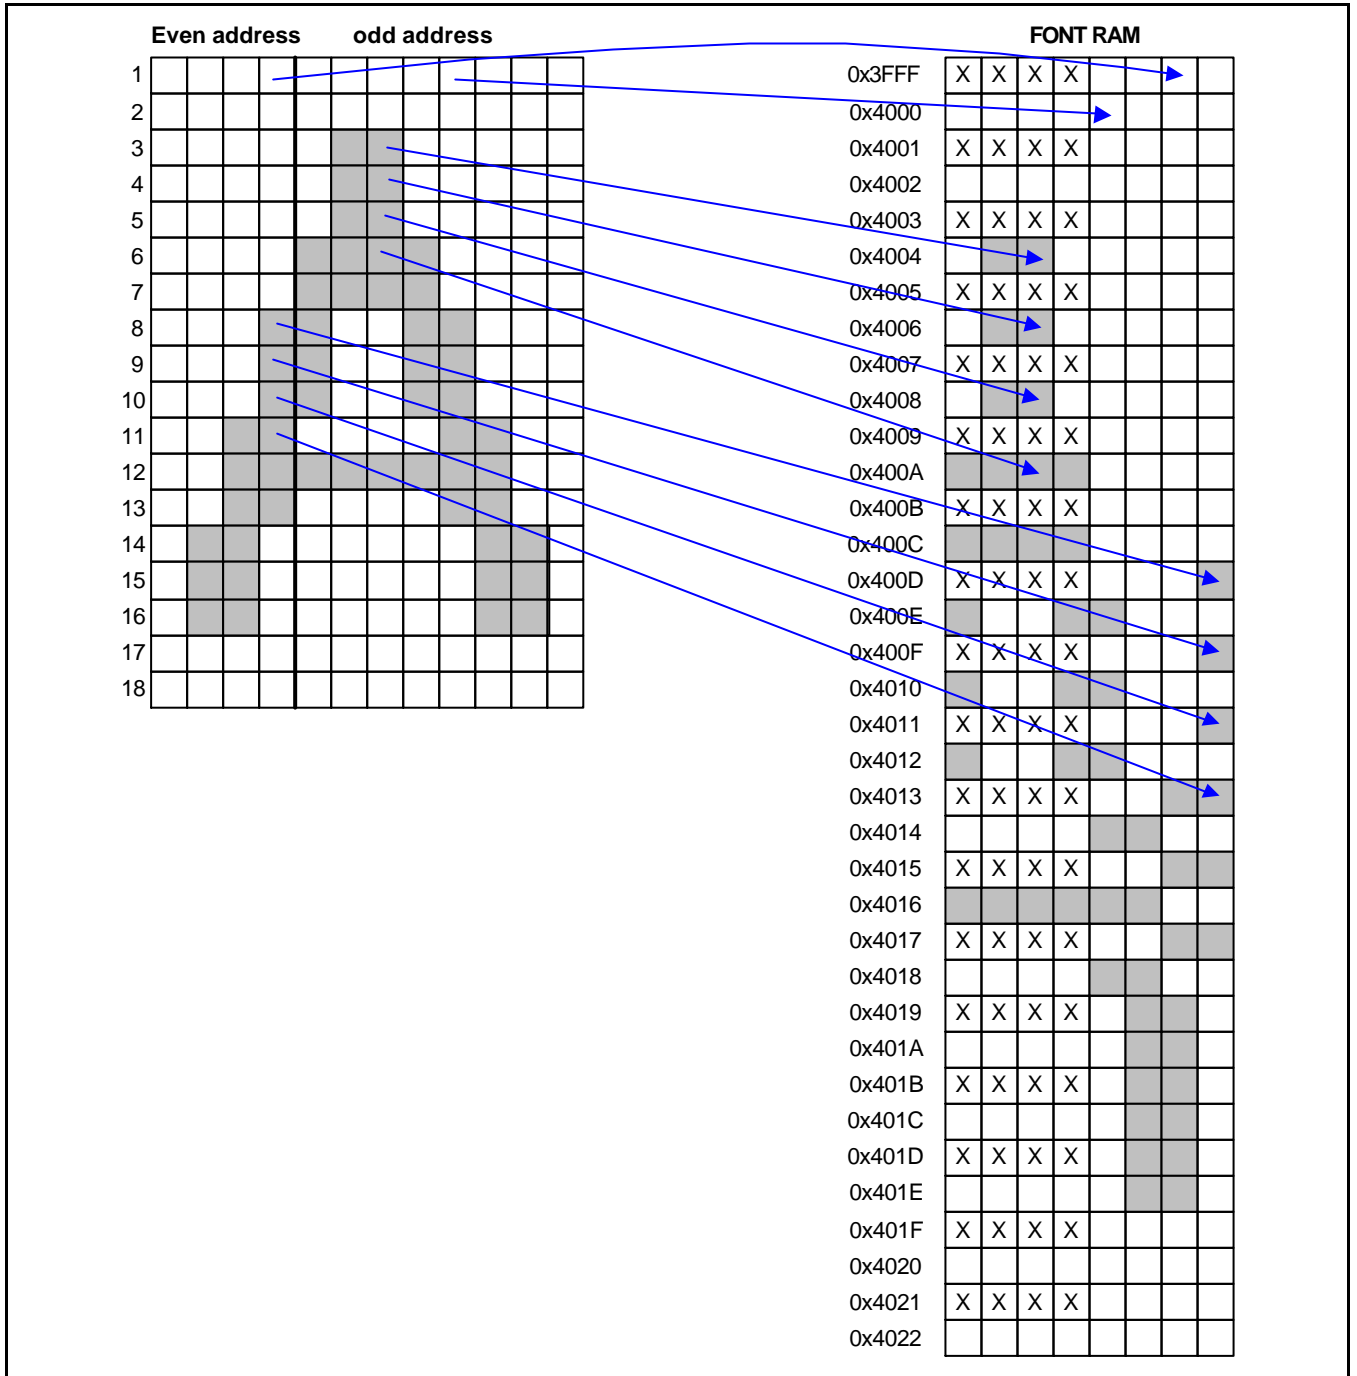 Even address odd address FONT RAM
1 0x3FFF X X X X
2 0x4000
3 0x4001 X X X X
4 0x4002
5 0x4003 X X X X
6 0x4004
7 0x4005 X X X X
8 0x4006
9 0x4007 X X X X
10 0x4008
11 0x4009 X X X X
12 0x400A
13 0x400B X X X X
14 0x400C
15 0x400D X X X X
16 0x400E
17 0x400F X X X X
18 0x4010
0x4011 X X X X
0x4012
0x4013 X X X X
0x4014
0x4015 X X X X
0x4016
0x4017 X X X X
0x4018
0x4019 X X X X
0x401A
0x401B X X X X
0x401C
0x401D X X X X
0x401E
0x401F X X X X
0x4020
0x4021 X X X X
0x4022